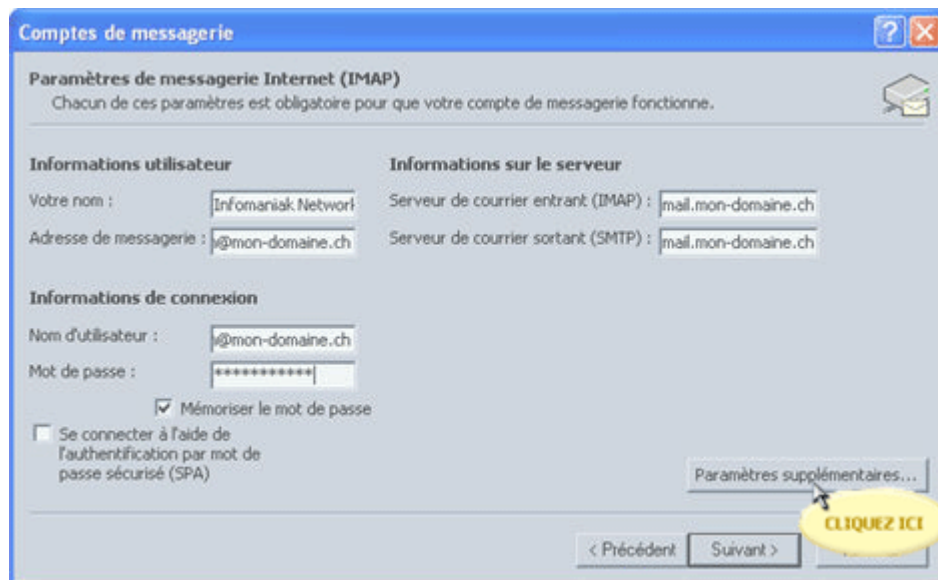 Comptes de messagerie
Paramètres de messagerie Internet (IMAP)
Chacun de ces paramètres est obligatoire pour que votre compte de messagerie fonctionne.
Informations utilisateur
Votre nom :
Infomaniak Network
Adresse de messagerie :
@mon-domaine.ch
Informations sur le serveur
Serveur de courrier entrant (IMAP) :
mail.mon-domaine.ch
Serveur de courrier sortant (SMTP) :
mail.mon-domaine.ch
Informations de connexion
Nom d'utilisateur :
@mon-domaine.ch
Mot de passe :
***********
Mémoriser le mot de passe
Se connecter à l'aide de
l'authentification par mot de
passe sécurisé (SPA)
Paramètres supplémentaires...
CLIQUEZ ICI
< Précédent
Suivant >